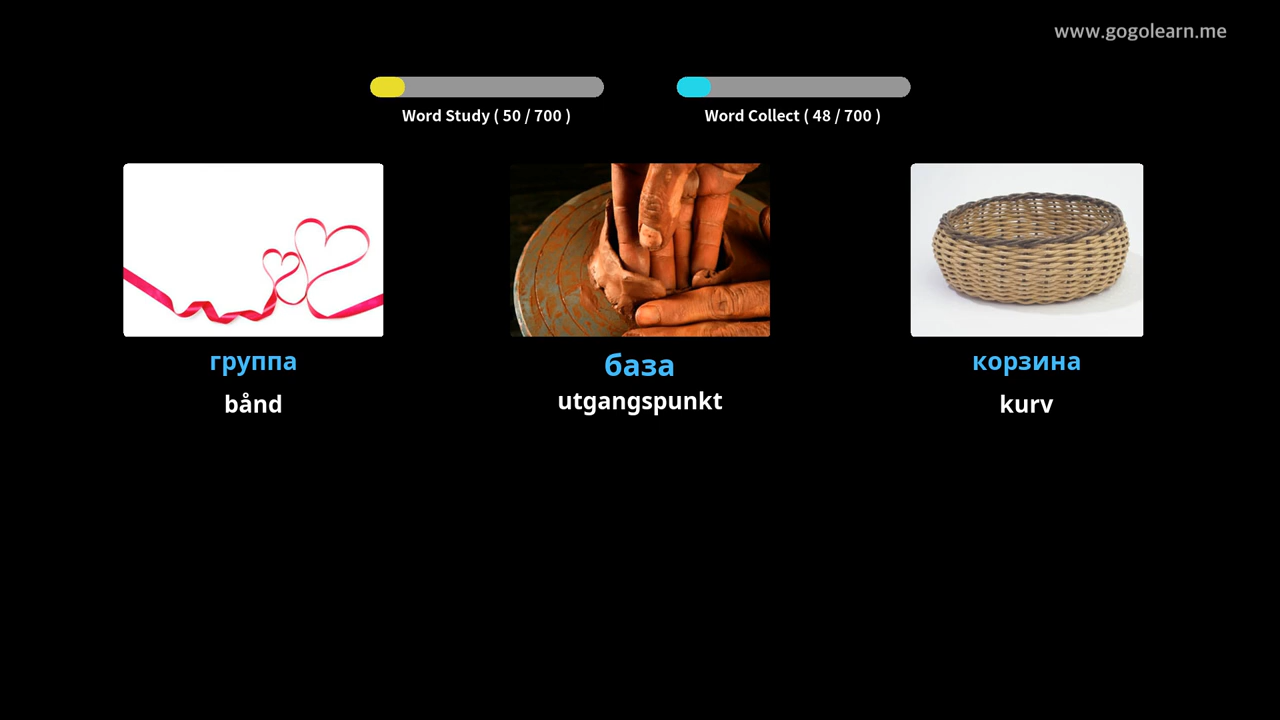 www.gogolearn.me
Word Study ( 50 / 700 )
Word Collect ( 48 / 700 )
группа
база
корзина
bånd
utgangspunkt
kurv